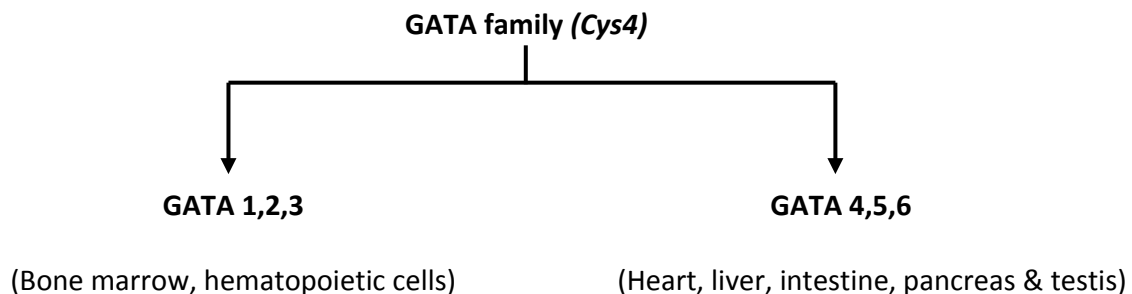 GATA family (Cys4)
GATA 1,2,3
GATA 4,5,6
(Bone marrow, hematopoietic cells)
(Heart, liver, intestine, pancreas & testis)